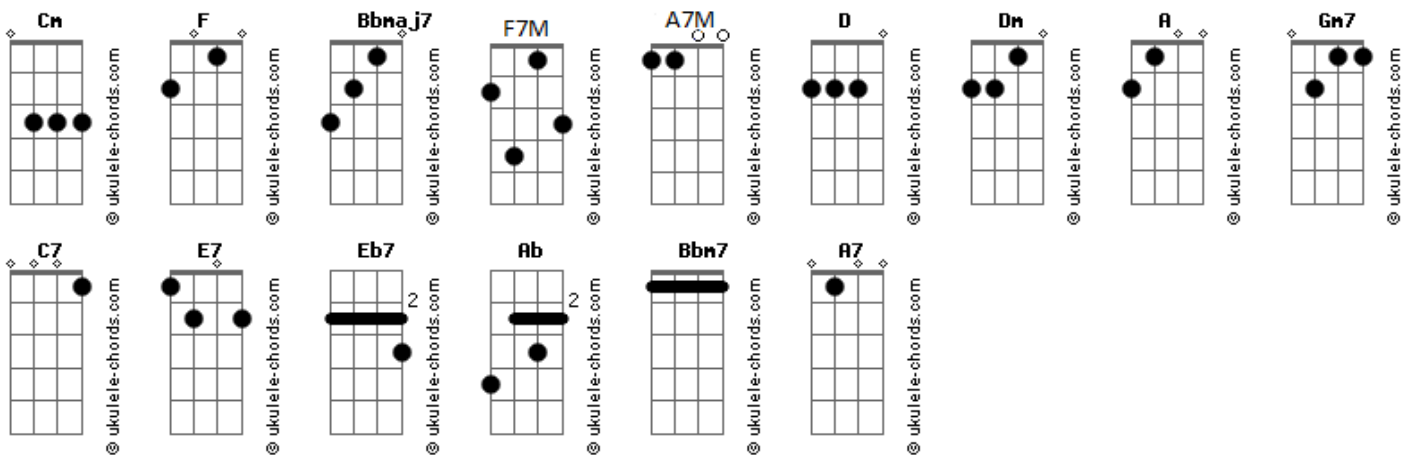 Cm F Bbmaj7 F7M A7M D Dm A Gm7
© ukulele-chords.com © ukulele-chords.com © ukulele-chords.com © ukulele-chords.com © ukulele-chords.com © ukulele-chords.com © ukulele-chords.com © ukulele-chords.com © ukulele-chords.com
C7 E7 Eb7 Ab Bbm7 A7
2 2
© ukulele-chords.com © ukulele-chords.com © ukulele-chords.com © ukulele-chords.com © ukulele-chords.com © ukulele-chords.com